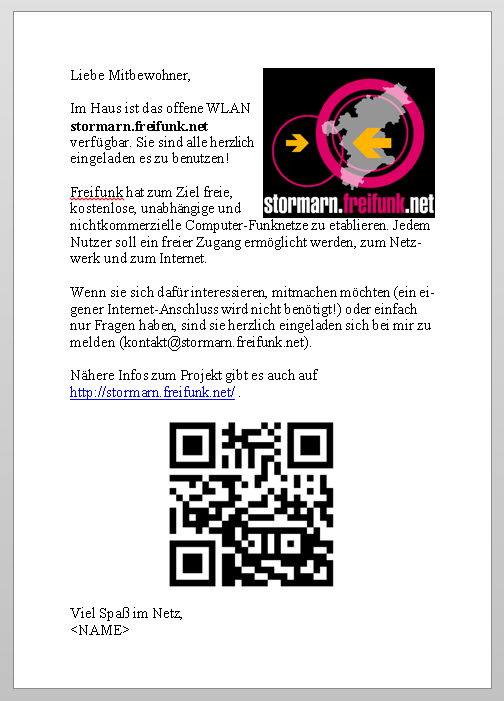 Liebe Mitbewohner,
Im Haus ist das offene WLAN
stormarn.freifunk.net
verfügbar. Sie sind alle herzlich
eingeladen es zu benutzen!
stormarn.freifunk.net
Freifunk hat zum Ziel freie,
kostenlose, unabhängige und
nichtkommerzielle Computer-Funknetze zu etablieren. Jedem
Nutzer soll ein freier Zugang ermöglicht werden, zum Netz-
werk und zum Internet.
Wenn sie sich dafür interessieren, mitmachen möchten (ein ei-
gener Internet-Anschluss wird nicht benötigt!) oder einfach
nur Fragen haben, sind sie herzlich eingeladen sich bei mir zu
melden (kontakt@stormarn.freifunk.net).
Nähere Infos zum Projekt gibt es auch auf
http://stormarn.freifunk.net/ .
Viel Spaß im Netz,
<NAME>